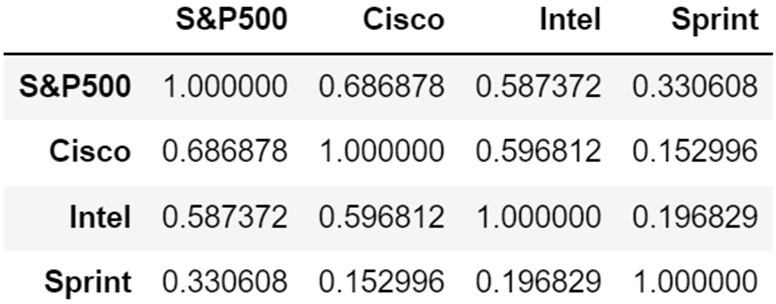 S&P500 Cisco Intel Sprint
S&P500 1.000000 0.686878 0.587372 0.330608
Cisco 0.686878 1.000000 0.596812 0.152996
Intel 0.587372 0.596812 1.000000 0.196829
Sprint 0.330608 0.152996 0.196829 1.000000